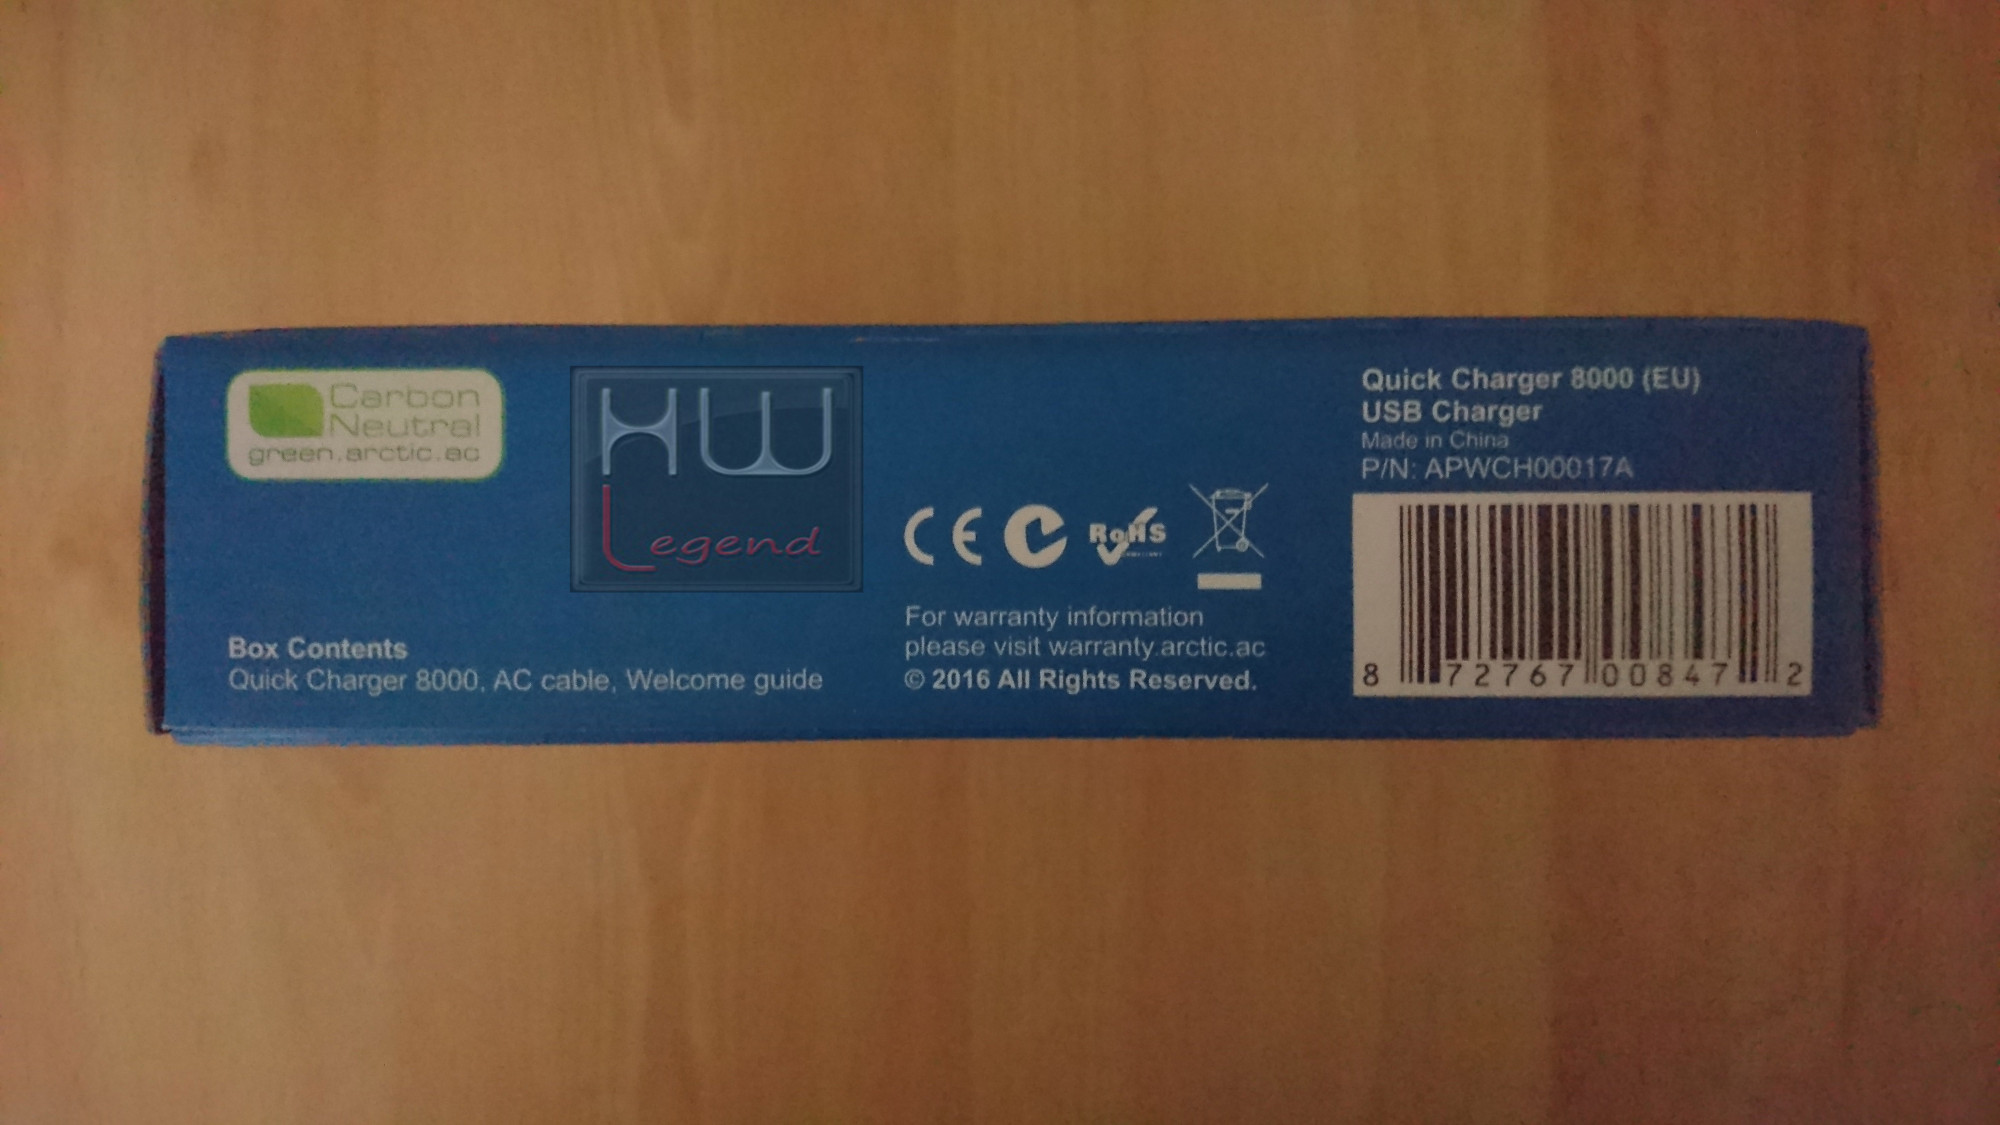 Carbon
Neutral
green.arctic.ac
HW
Legend
Box Contents
Quick Charger 8000, AC cable, Welcome guide
CE
RoHS
For warranty information
please visit warranty.arctic.ac
© 2016 All Rights Reserved.
Quick Charger 8000 (EU)
USB Charger
Made in China
P/N: APWCH00017A
8 72767 00847 2